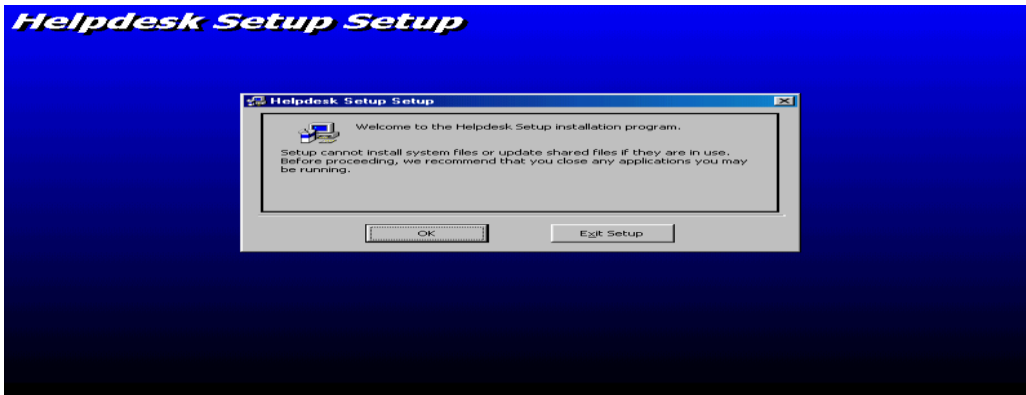 Helpdesk Setup Setup
Helpdesk Setup Setup
Welcome to the Helpdesk Setup installation program.
Setup cannot install system files or update shared files if they are in use.
Before proceeding, we recommend that you close any applications you may
be running.
OK
Exit Setup